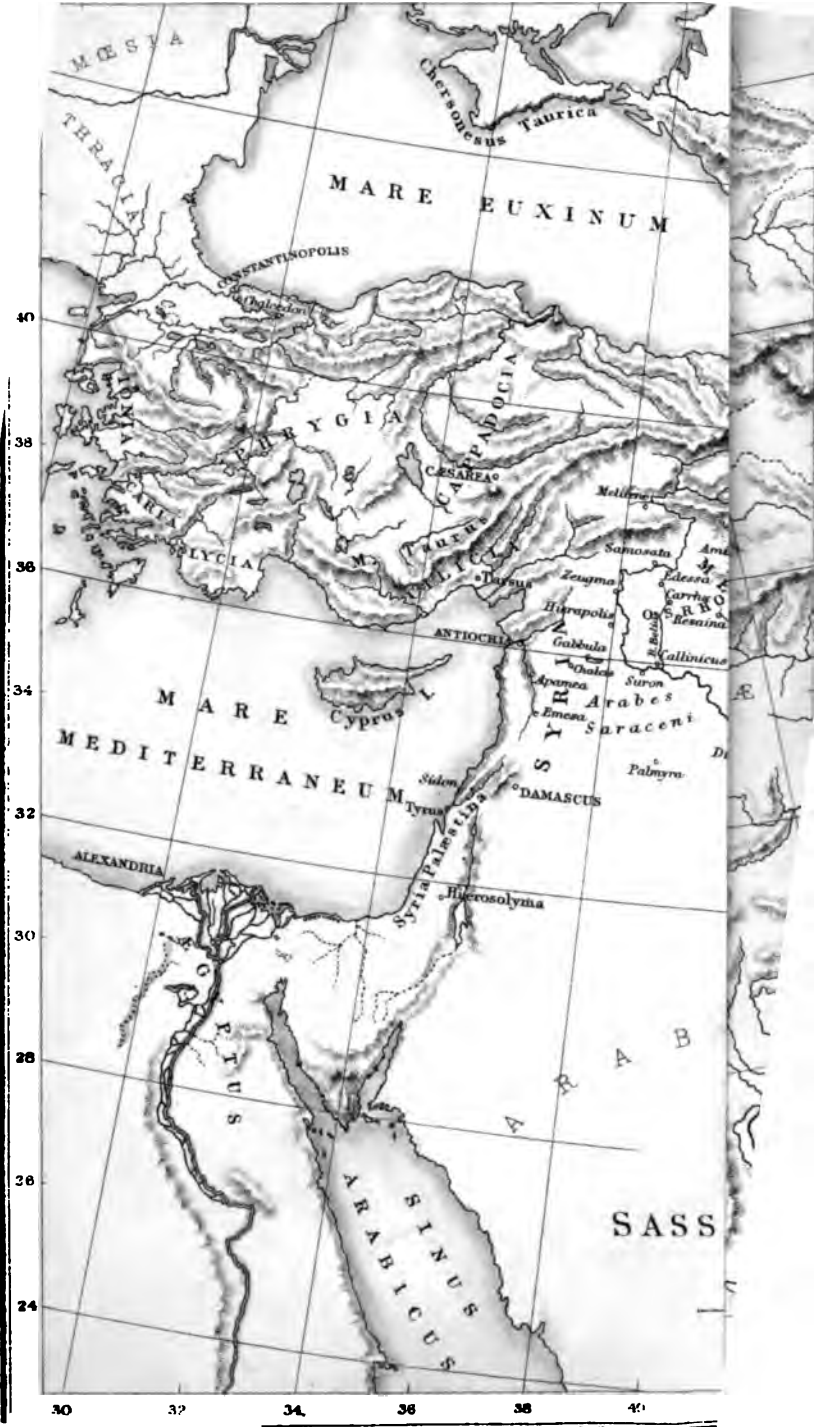 MŒSIA
THRACIA
Chersonesus Taurica
MARE EUXINUM
CONSTANTINOPOLIS
Chalcedon
40
IONIA
PHRYGIA
CAPPADOCIA
38
CÆSAREA
CARIA
LYCIA
M. Taurus
CILICIA
Melitene
Samosata
36
Tarsus
Zeugma
Edessa
Carrhæ
Resaina
Hierapolis
ANTIOCHIA
Gabbula
Chalcis
R. Belias
Callinicus
Apamea
Suron
34
Emesa
Arabes
Saraceni
SYRIA
Cyprus I.
MARE
MEDITERRANEUM
Palmyra
Sidon
Tyrus
DAMASCUS
32
Syria Palæstina
ALEXANDRIA
Hierosolyma
30
GYPTUS
28
ARAB
26
SINUS
ARABICUS
SASS
24
30 32 34 36 38 40